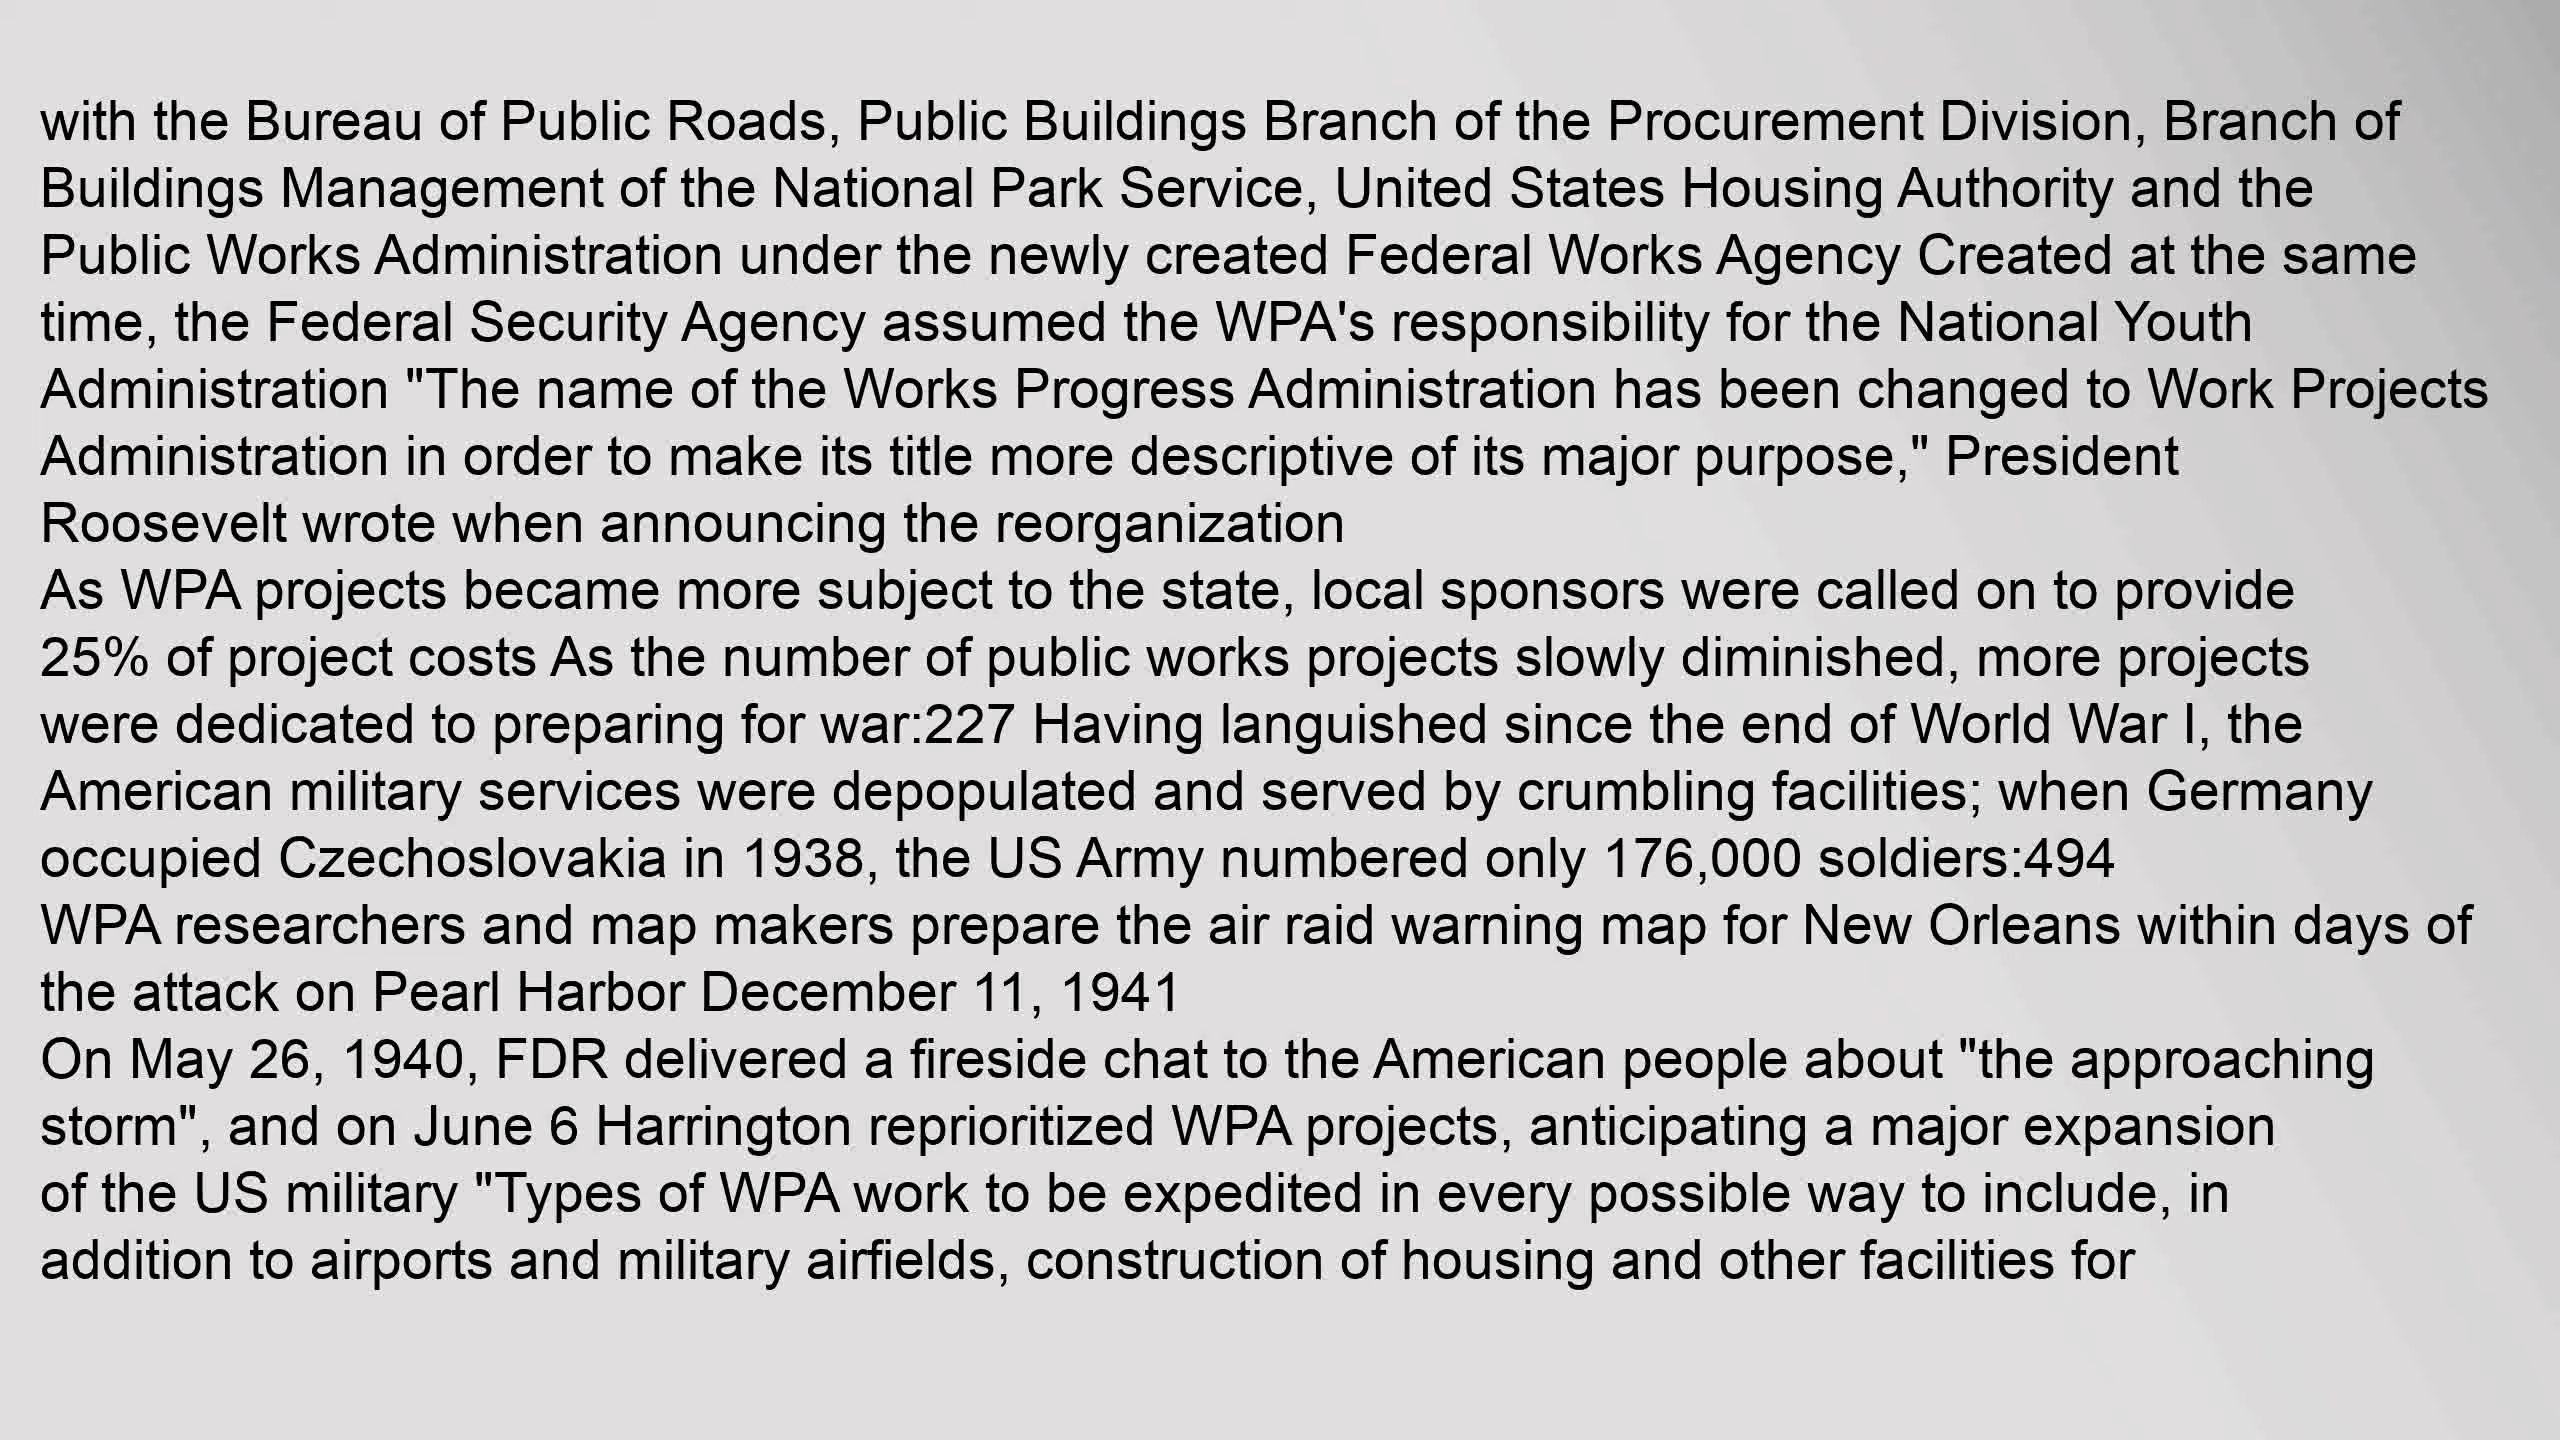 with the Bureau of Public Roads, Public Buildings Branch of the Procurement Division, Branch of
Buildings Management of the National Park Service, United States Housing Authority and the
Public Works Administration under the newly created Federal Works Agency Created at the same
time, the Federal Security Agency assumed the WPA's responsibility for the National Youth
Administration "The name of the Works Progress Administration has been changed to Work Projects
Administration in order to make its title more descriptive of its major purpose," President
Roosevelt wrote when announcing the reorganization
As WPA projects became more subject to the state, local sponsors were called on to provide
25% of project costs As the number of public works projects slowly diminished, more projects
were dedicated to preparing for war:227 Having languished since the end of World War I, the
American military services were depopulated and served by crumbling facilities; when Germany
occupied Czechoslovakia in 1938, the US Army numbered only 176,000 soldiers:494
WPA researchers and map makers prepare the air raid warning map for New Orleans within days of
the attack on Pearl Harbor December 11, 1941
On May 26, 1940, FDR delivered a fireside chat to the American people about "the approaching
storm", and on June 6 Harrington reprioritized WPA projects, anticipating a major expansion
of the US military "Types of WPA work to be expedited in every possible way to include, in
addition to airports and military airfields, construction of housing and other facilities for